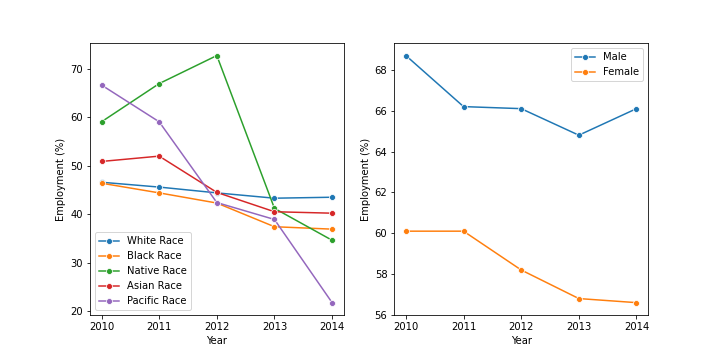 70
60
50
40
30
20
Employment (%)
2010 2011 2012 2013 2014
Year
White Race
Black Race
Native Race
Asian Race
Pacific Race
68
66
64
62
60
58
56
Employment (%)
2010 2011 2012 2013 2014
Year
Male
Female